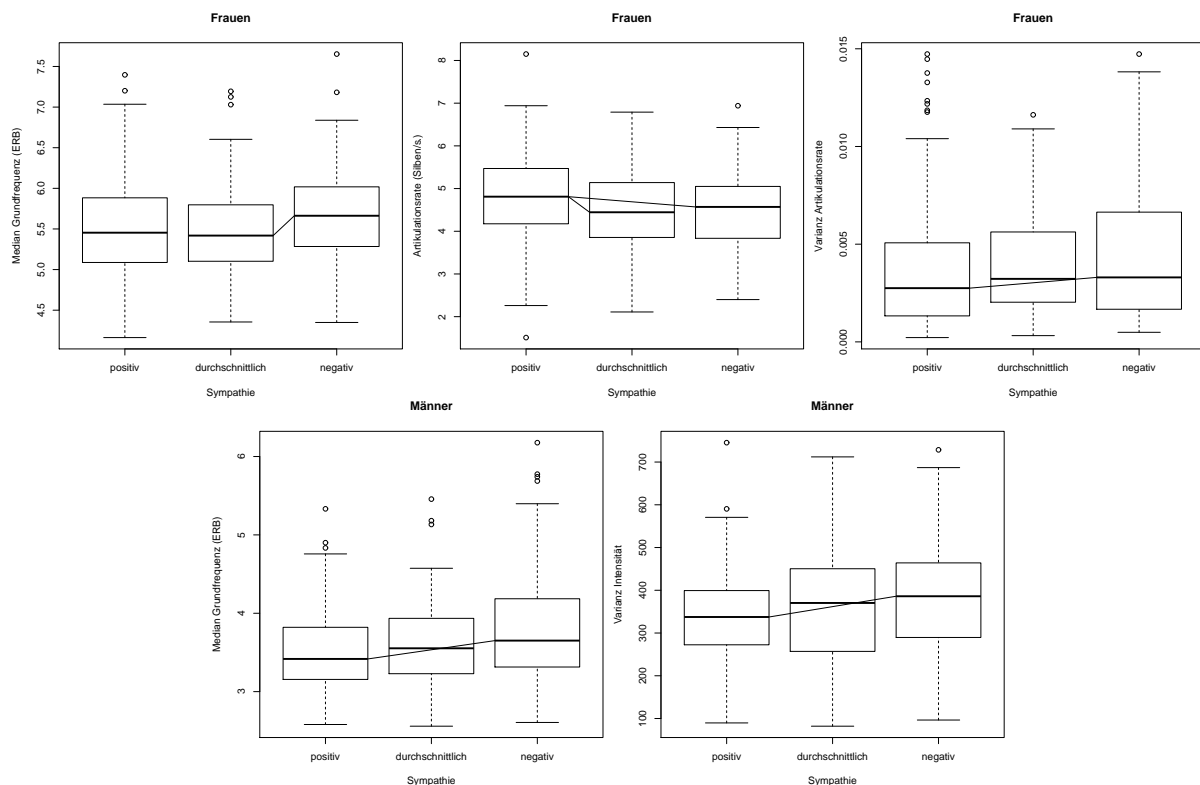 Frauen
Median Grundfrequenz (ERB)
7.5
7.0
6.5
6.0
5.5
5.0
4.5
positiv durchschnittlich negativ
Sympathie
Frauen
Artikulationsrate (Silben/s.)
8
7
6
5
4
3
2
positiv durchschnittlich negativ
Sympathie
Frauen
Varianz Artikulationsrate
0.015
0.010
0.005
0.000
positiv durchschnittlich negativ
Sympathie
Männer
Median Grundfrequenz (ERB)
6
5
4
3
positiv durchschnittlich negativ
Sympathie
Männer
Varianz Intensität
700
600
500
400
300
200
100
positiv durchschnittlich negativ
Sympathie